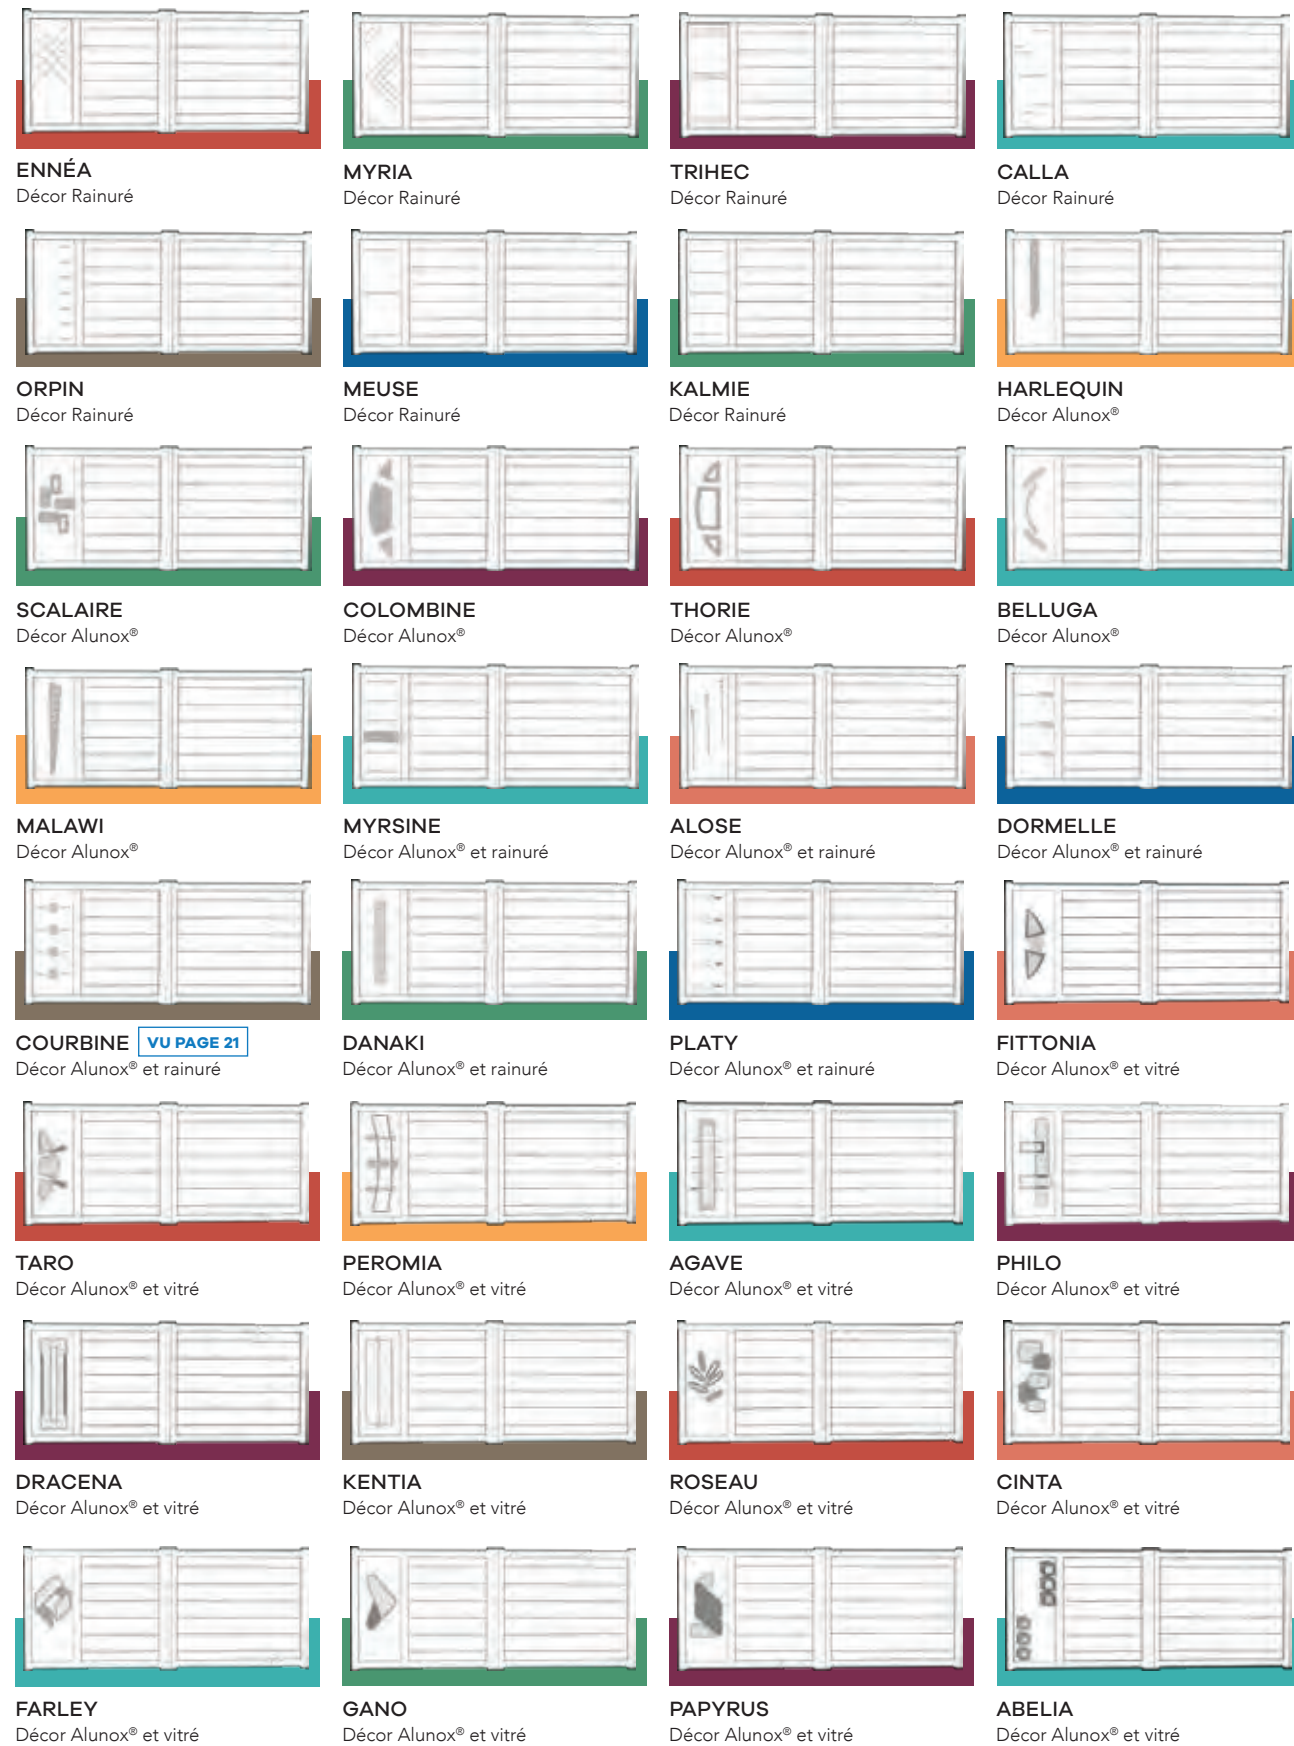 ENNÉA
Décor Rainuré
MYRIA
Décor Rainuré
TRIHEC
Décor Rainuré
CALLA
Décor Rainuré
ORPIN
Décor Rainuré
MEUSE
Décor Rainuré
KALMIE
Décor Rainuré
HARLEQUIN
Décor Alunox®
SCALAIRE
Décor Alunox®
COLOMBINE
Décor Alunox®
THORIE
Décor Alunox®
BELLUGA
Décor Alunox®
MALAWI
Décor Alunox®
MYRSINE
Décor Alunox® et rainuré
ALOSE
Décor Alunox® et rainuré
DORMELLE
Décor Alunox® et rainuré
COURBINE VU PAGE 21
Décor Alunox® et rainuré
DANAKI
Décor Alunox® et rainuré
PLATY
Décor Alunox® et rainuré
FITTONIA
Décor Alunox® et vitré
TARO
Décor Alunox® et vitré
PEROMIA
Décor Alunox® et vitré
AGAVE
Décor Alunox® et vitré
PHILO
Décor Alunox® et vitré
DRACENA
Décor Alunox® et vitré
KENTIA
Décor Alunox® et vitré
ROSEAU
Décor Alunox® et vitré
CINTA
Décor Alunox® et vitré
FARLEY
Décor Alunox® et vitré
GANO
Décor Alunox® et vitré
PAPYRUS
Décor Alunox® et vitré
ABELIA
Décor Alunox® et vitré